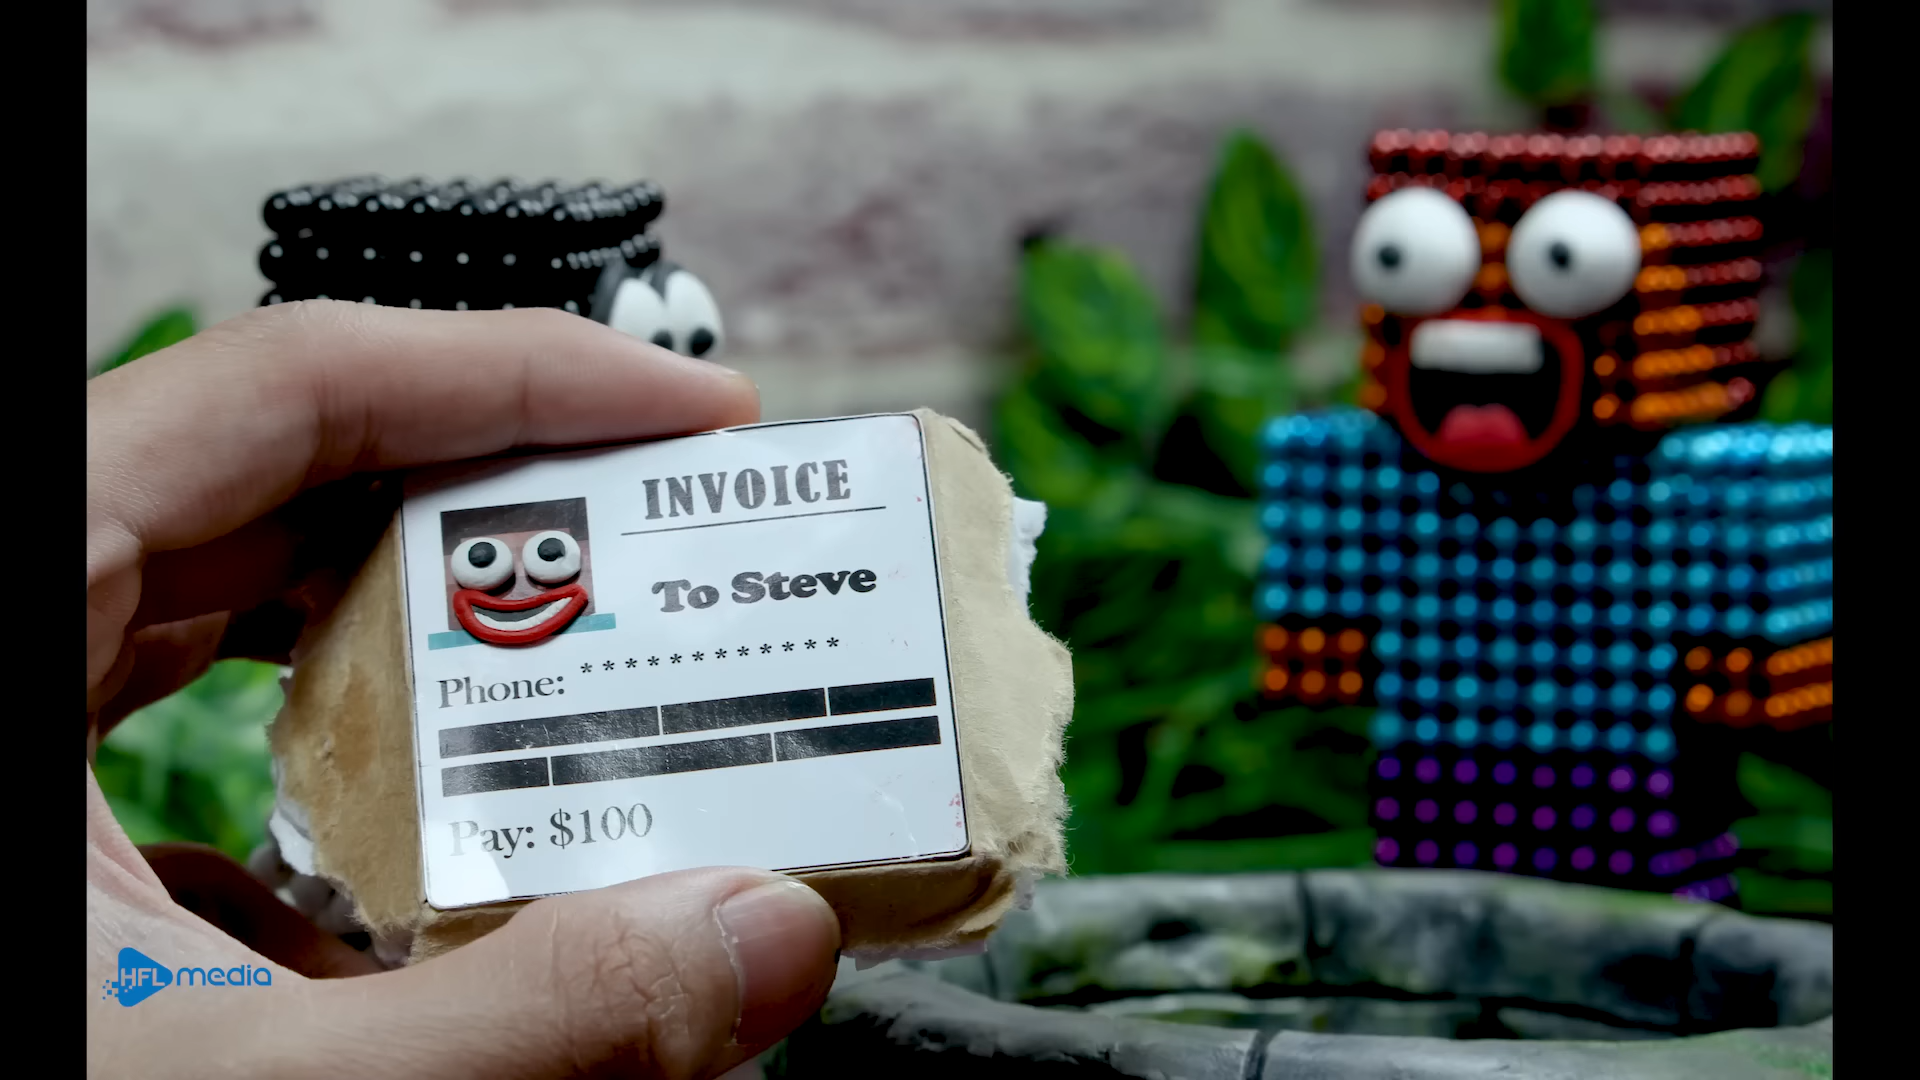 INVOICE
To Steve
Phone: ************
Pay: $100
HFL media